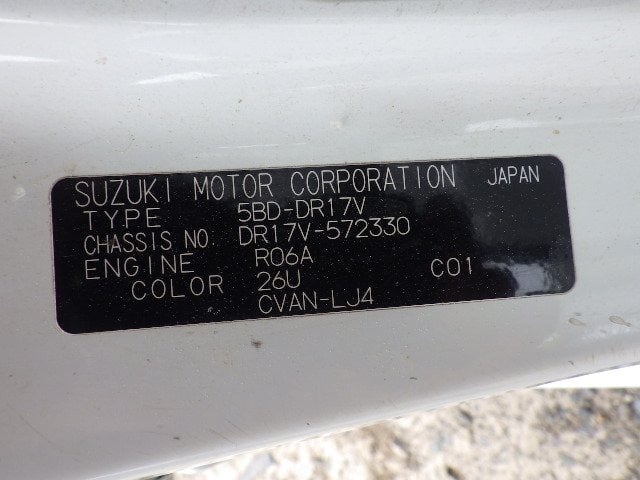 SUZUKI MOTOR CORPORATION JAPAN
TYPE 5BD-DR17V
CHASSIS NO. DR17V-572330
ENGINE R06A
COLOR 26U C01
CVAN-LJ4